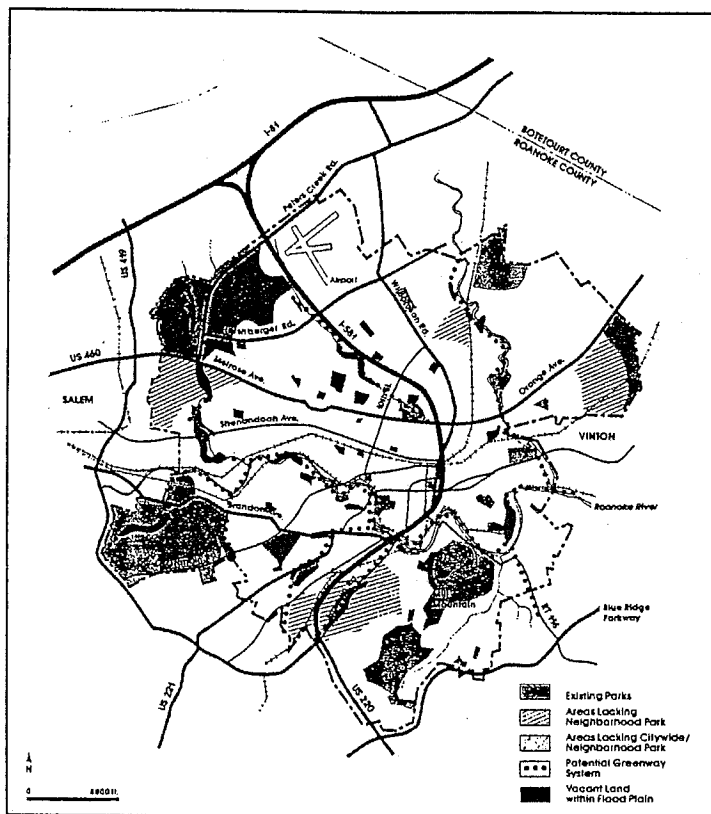 I-81
BOTETOURT COUNTY
ROANOKE COUNTY
Peters Creek Rd.
US 419
Airport
Williamson Rd.
Hershberger Rd.
I-581
US 460
Melrose Ave.
Orange Ave.
SALEM
Shenandoah Ave.
VINTON
Brandon
Roanoke River
Mountain
RT 116
Blue Ridge
Parkway
US 221
US 220
Existing Parks
Areas Lacking
Neighborhood Park
Areas Lacking Citywide/
Neighborhood Park
Potential Greenway
System
Vacant Land
within Flood Plain
N
0